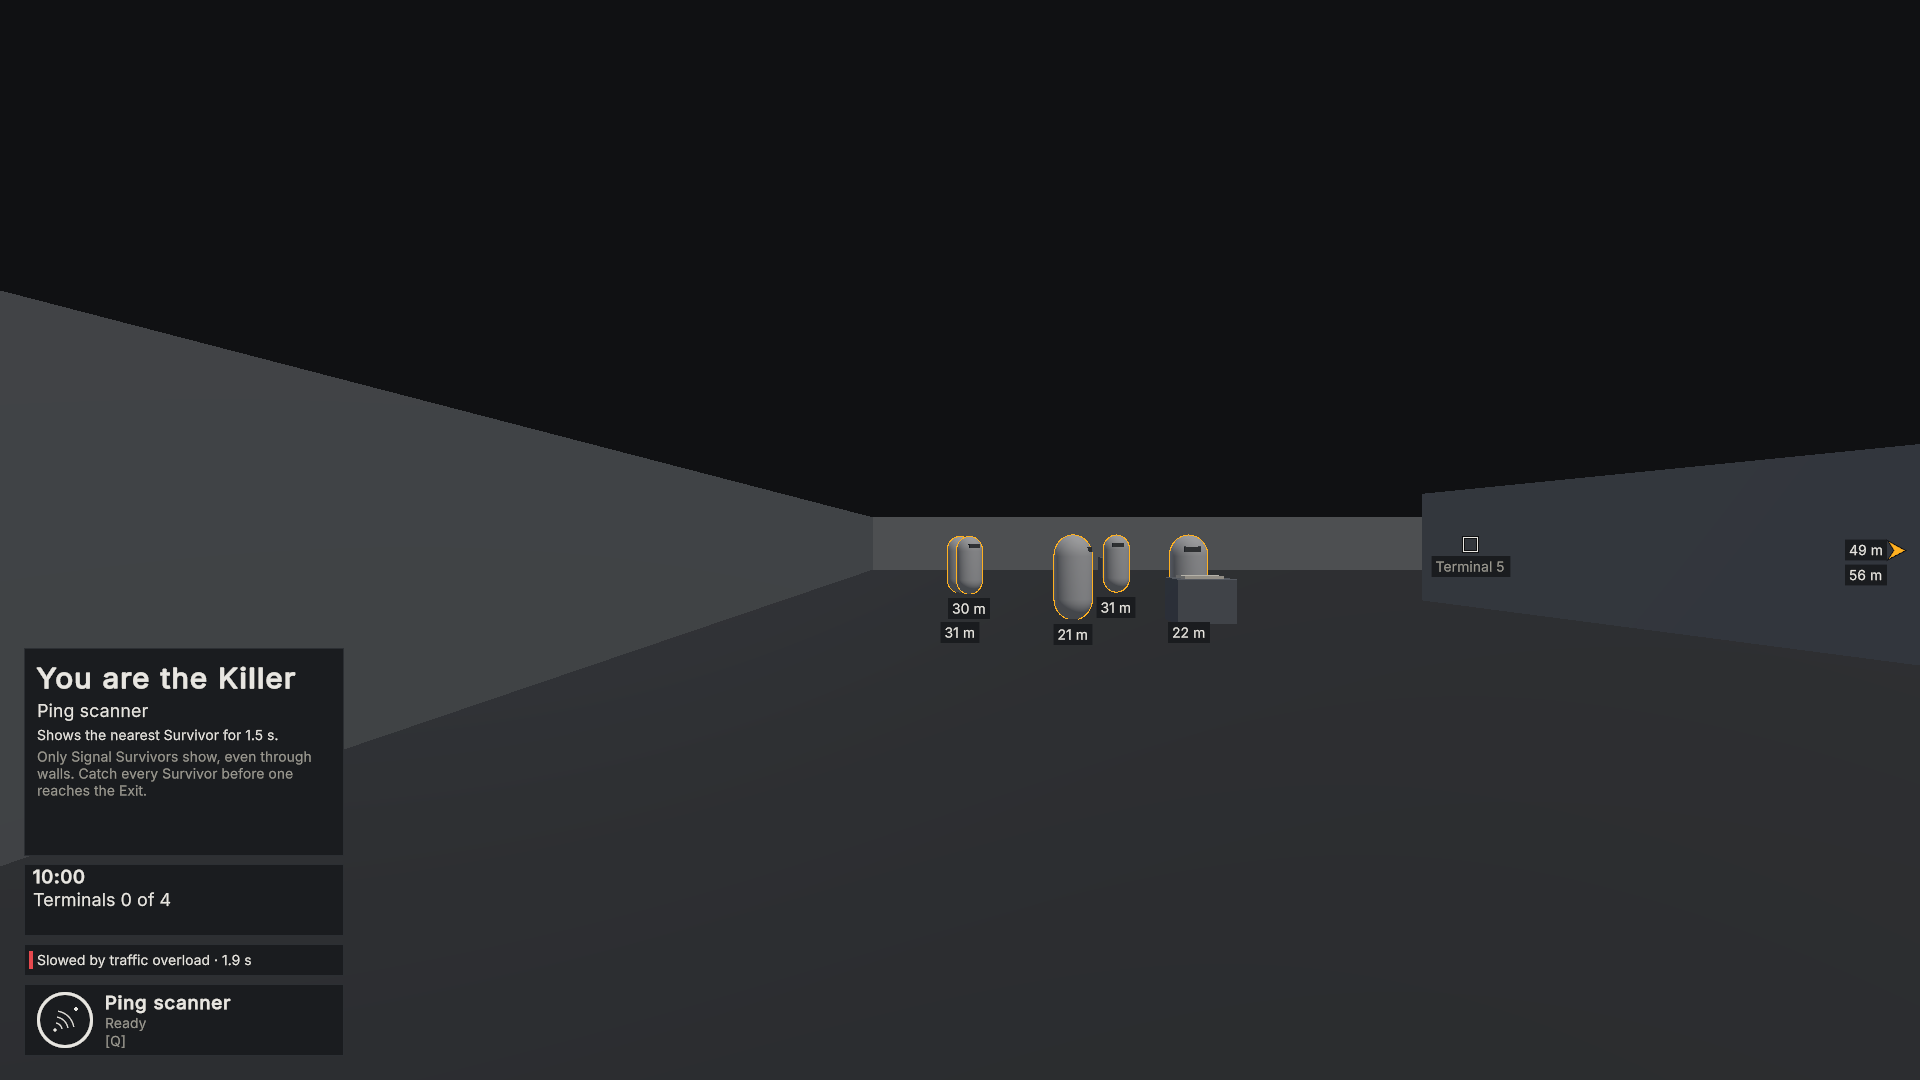 30 m
31 m
21 m
31 m
22 m
Terminal 5
49 m
56 m
You are the Killer
Ping scanner
Shows the nearest Survivor for 1.5 s.
Only Signal Survivors show, even through
walls. Catch every Survivor before one
reaches the Exit.
10:00
Terminals 0 of 4
Slowed by traffic overload · 1.9 s
Ping scanner
Ready
[Q]